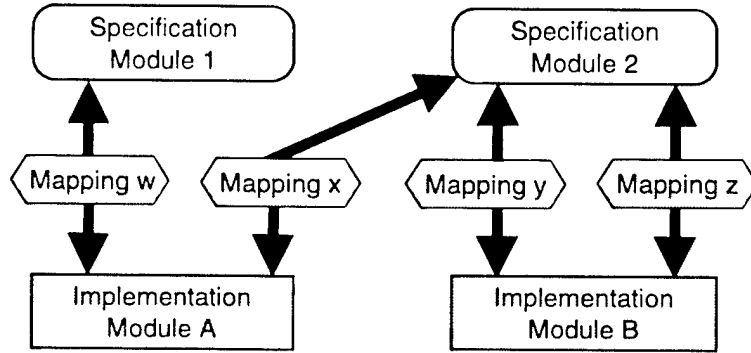 Specification
Module 1
Specification
Module 2
Mapping w
Mapping x
Mapping y
Mapping z
Implementation
Module A
Implementation
Module B